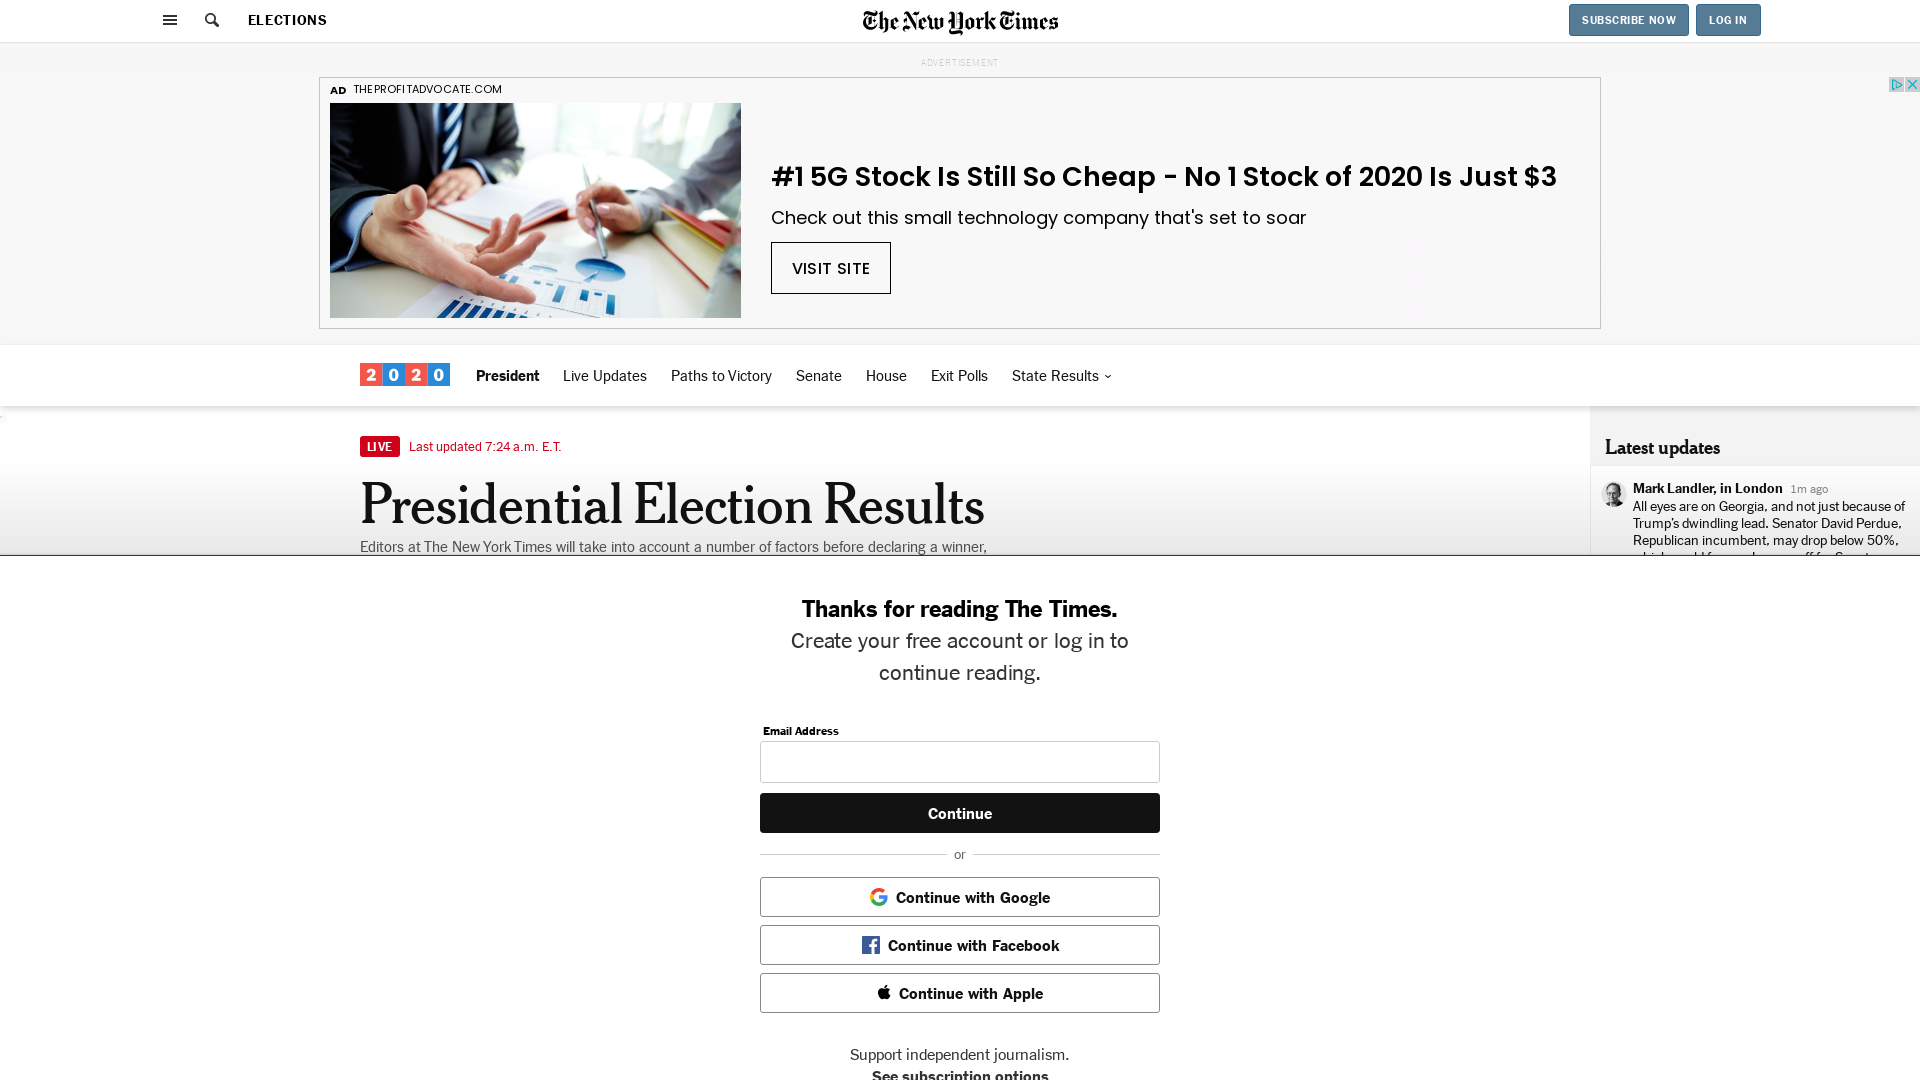 ELECTIONS
The New York Times
SUBSCRIBE NOW
LOG IN
ADVERTISEMENT
AD THEPROFITADVOCATE.COM
#1 5G Stock Is Still So Cheap - No 1 Stock of 2020 Is Just $3
Check out this small technology company that's set to soar
VISIT SITE
2020
President
Live Updates
Paths to Victory
Senate
House
Exit Polls
State Results
LIVE Last updated 7:24 a.m. E.T.
Presidential Election Results
Editors at The New York Times will take into account a number of factors before declaring a winner,
Latest updates
Mark Landler, in London 1m ago
All eyes are on Georgia, and not just because of
Trump's dwindling lead. Senator David Perdue,
Republican incumbent, may drop below 50%,
Thanks for reading The Times.
Create your free account or log in to
continue reading.
Email Address
Continue
or
Continue with Google
Continue with Facebook
Continue with Apple
Support independent journalism.
See subscription options